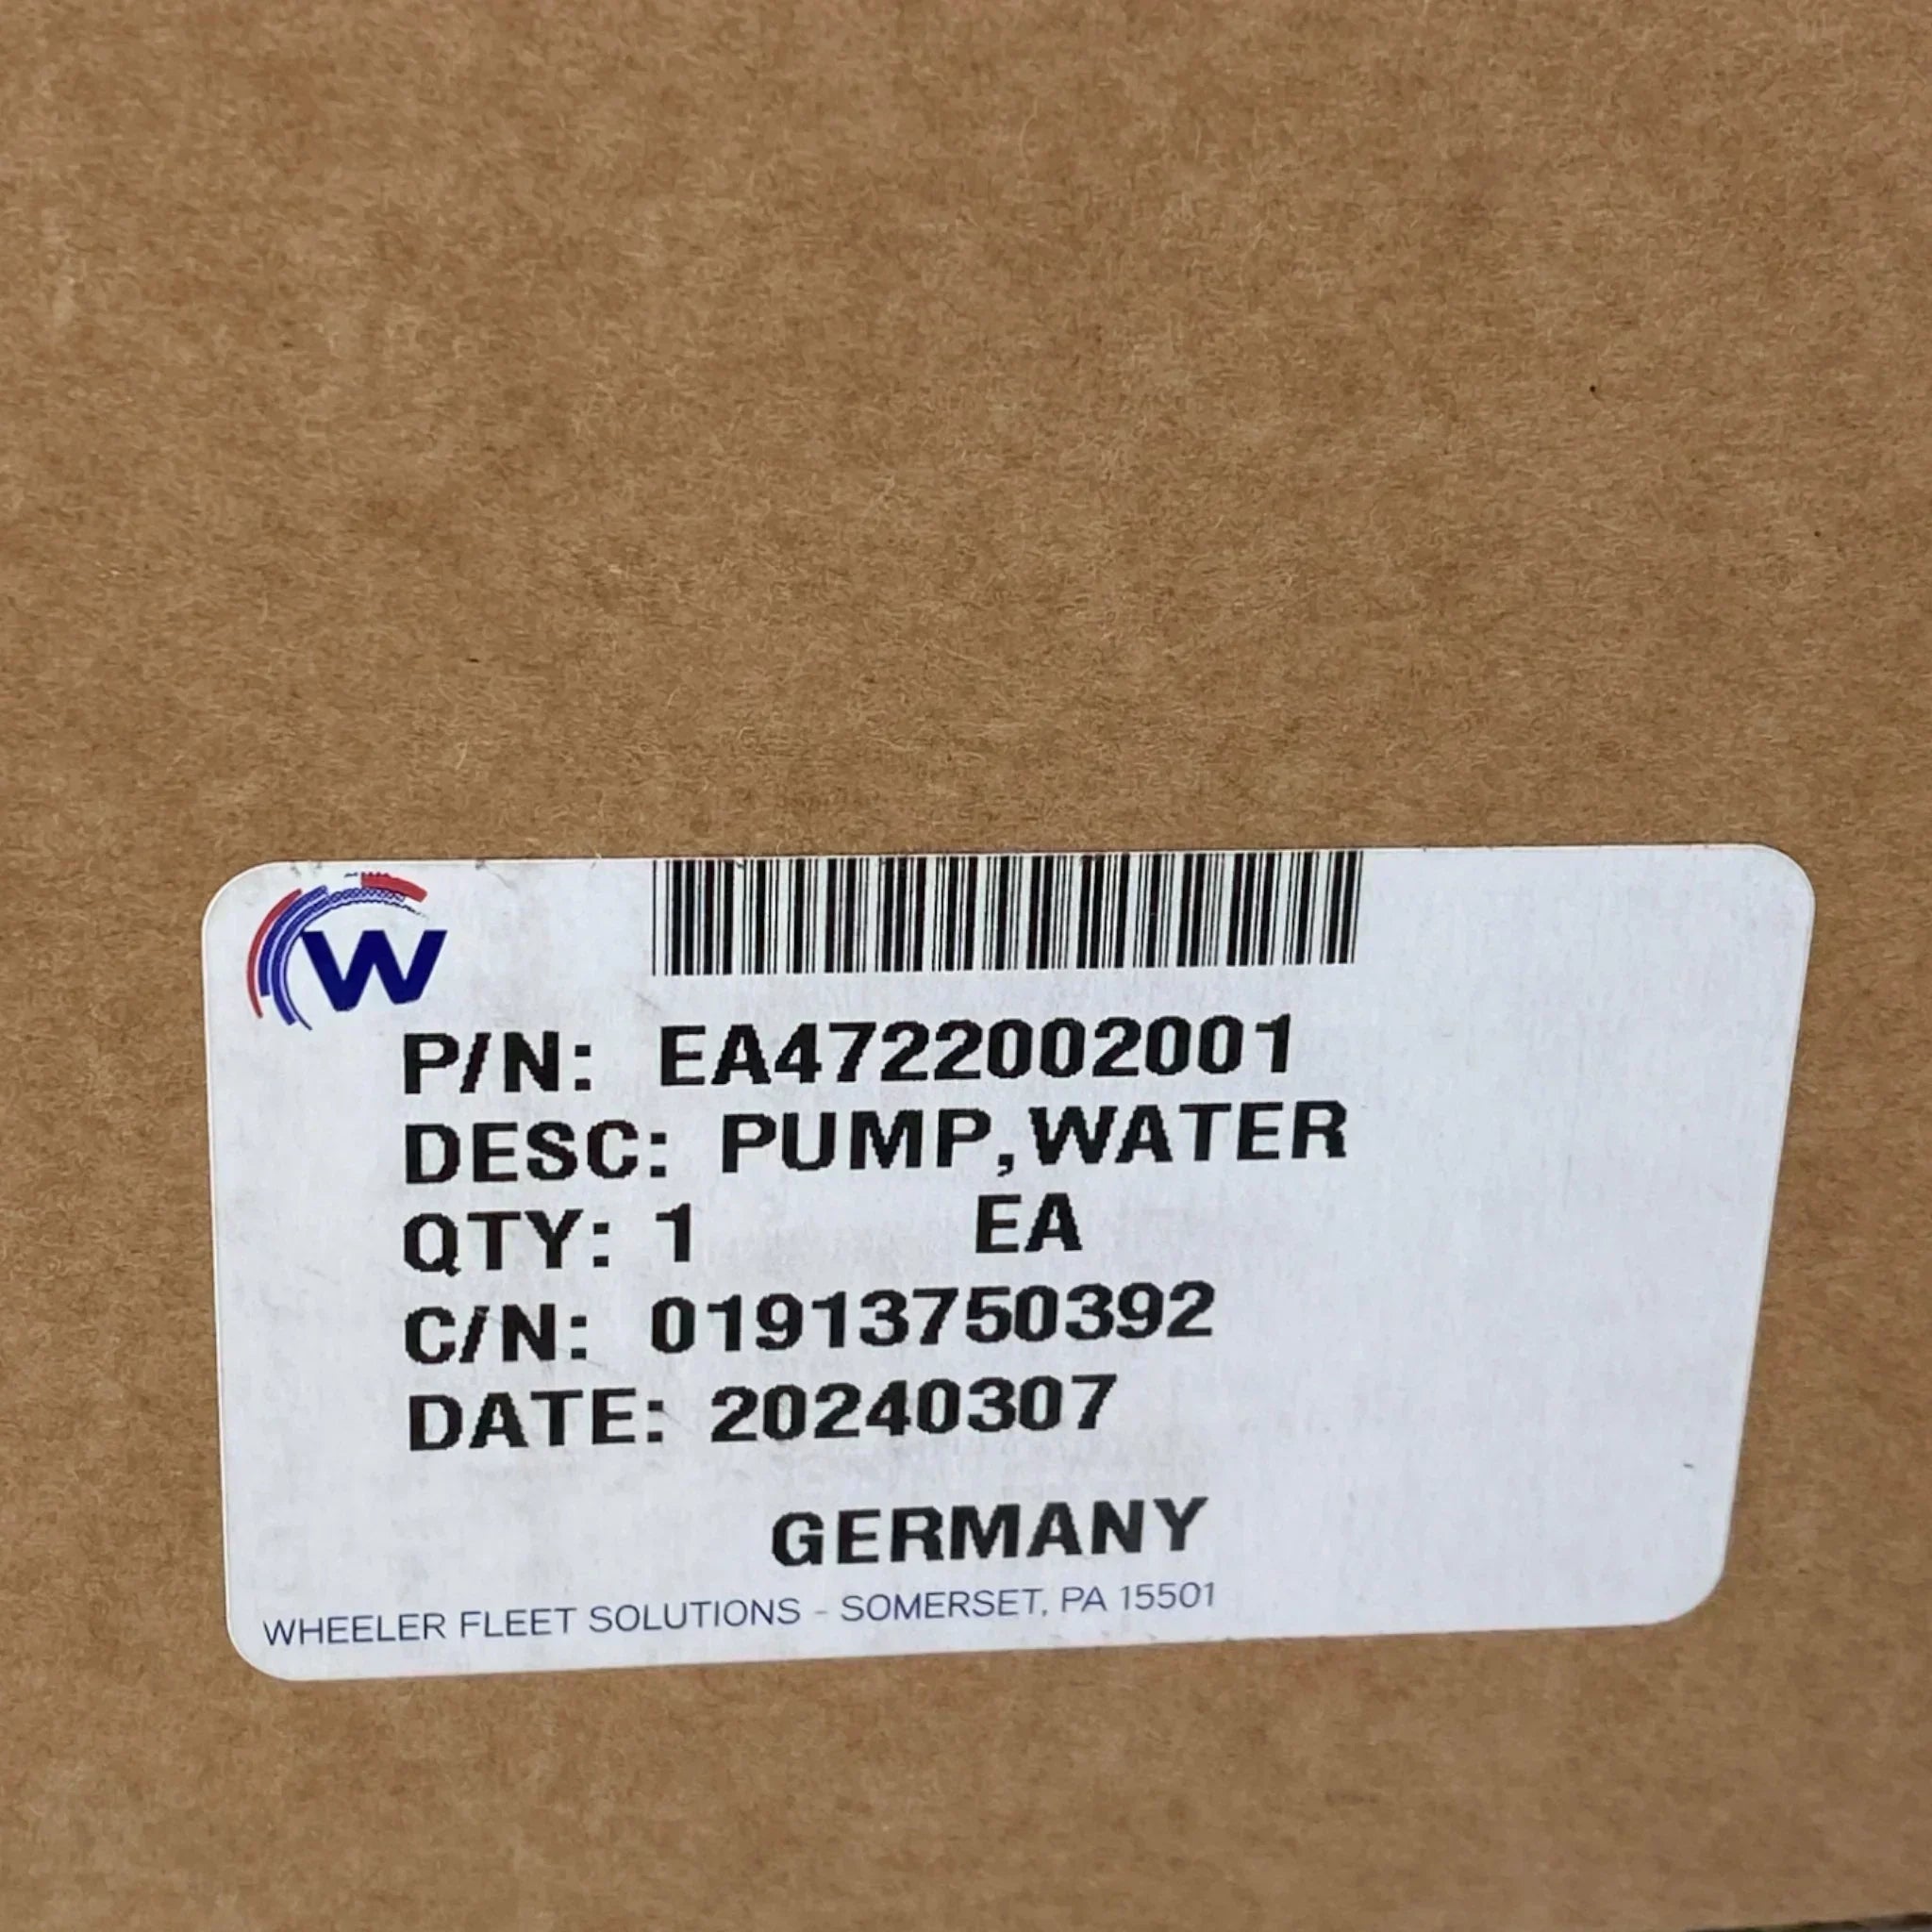 W
P/N: EA4722002001
DESC: PUMP,WATER
QTY: 1 EA
C/N: 01913750392
DATE: 20240307
GERMANY
WHEELER FLEET SOLUTIONS - SOMERSET, PA 15501